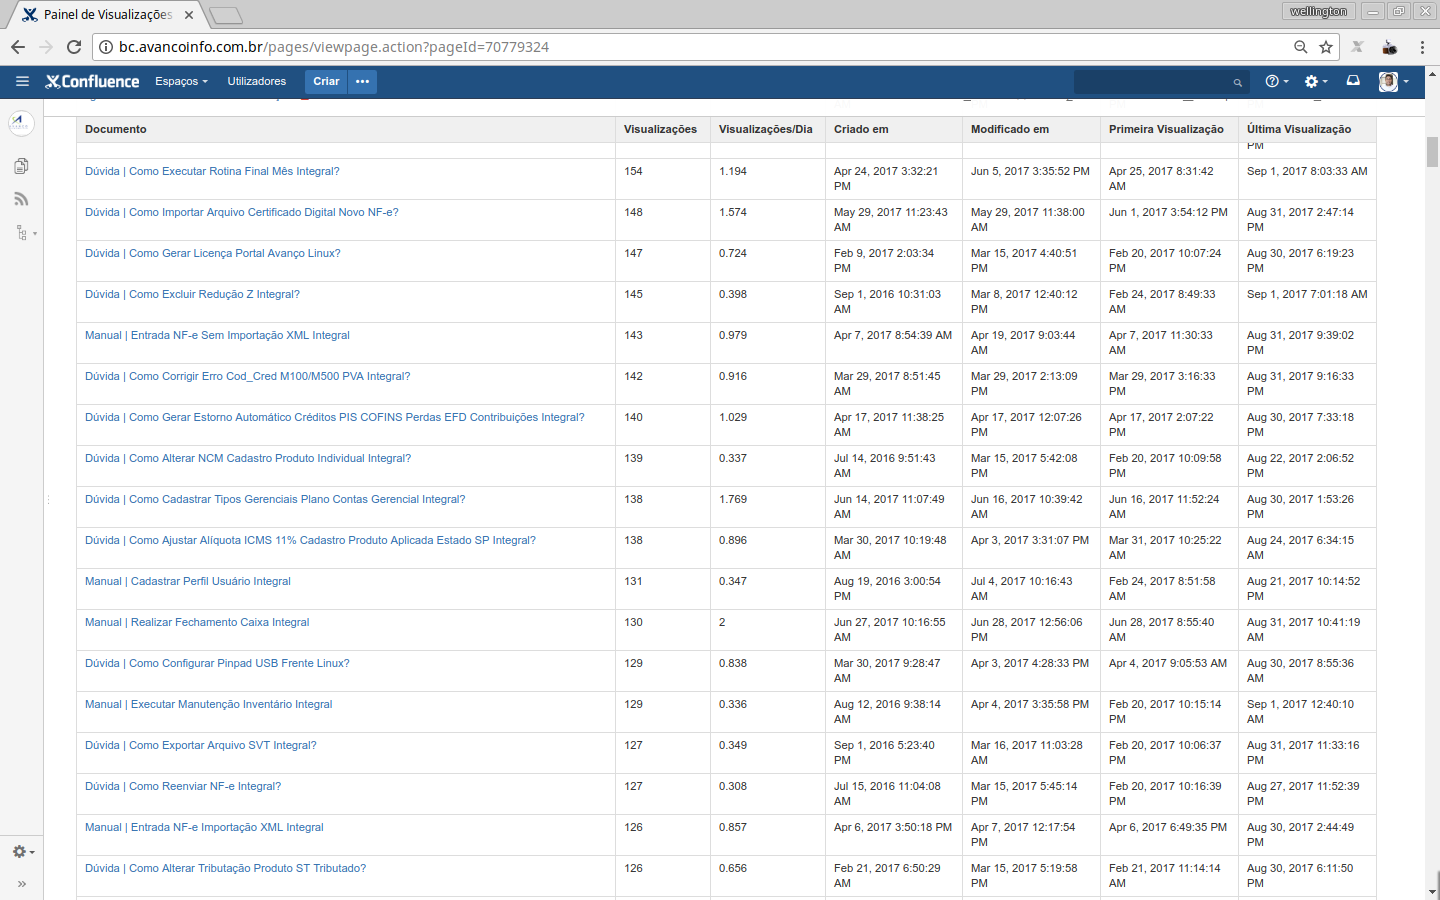 Painel de Visualizações
wellington
bc.avancoinfo.com.br/pages/viewpage.action?pageId=70779324
Confluence Espaços Utilizadores Criar •••
Documento Visualizações Visualizações/Dia Criado em Modificado em Primeira Visualização Última Visualização
PM
Dúvida | Como Executar Rotina Final Mês Integral? 154 1.194 Apr 24, 2017 3:32:21 Jun 5, 2017 3:35:52 PM Apr 25, 2017 8:31:42 Sep 1, 2017 8:03:33 AM
PM AM
Dúvida | Como Importar Arquivo Certificado Digital Novo NF-e? 148 1.574 May 29, 2017 11:23:43 May 29, 2017 11:38:00 Jun 1, 2017 3:54:12 PM Aug 31, 2017 2:47:14
AM AM PM
Dúvida | Como Gerar Licença Portal Avanço Linux? 147 0.724 Feb 9, 2017 2:03:34 Mar 15, 2017 4:40:51 Feb 20, 2017 10:07:24 Aug 30, 2017 6:19:23
PM PM PM PM
Dúvida | Como Excluir Redução Z Integral? 145 0.398 Sep 1, 2016 10:31:03 Mar 8, 2017 12:40:12 Feb 24, 2017 8:49:33 Sep 1, 2017 7:01:18 AM
AM PM AM
Manual | Entrada NF-e Sem Importação XML Integral 143 0.979 Apr 7, 2017 8:54:39 AM Apr 19, 2017 9:03:44 Apr 7, 2017 11:30:33 Aug 31, 2017 9:39:02
AM AM PM
Dúvida | Como Corrigir Erro Cod_Cred M100/M500 PVA Integral? 142 0.916 Mar 29, 2017 8:51:45 Mar 29, 2017 2:13:09 Mar 29, 2017 3:16:33 Aug 31, 2017 9:16:33
AM PM PM PM
Dúvida | Como Gerar Estorno Automático Créditos PIS COFINS Perdas EFD Contribuições Integral? 140 1.029 Apr 17, 2017 11:38:25 Apr 17, 2017 12:07:26 Apr 17, 2017 2:07:22 Aug 30, 2017 7:33:18
AM PM PM PM
Dúvida | Como Alterar NCM Cadastro Produto Individual Integral? 139 0.337 Jul 14, 2016 9:51:43 Mar 15, 2017 5:42:08 Feb 20, 2017 10:09:58 Aug 22, 2017 2:06:52
AM PM PM PM
Dúvida | Como Cadastrar Tipos Gerenciais Plano Contas Gerencial Integral? 138 1.769 Jun 14, 2017 11:07:49 Jun 16, 2017 10:39:42 Jun 16, 2017 11:52:24 Aug 30, 2017 1:53:26
AM AM AM PM
Dúvida | Como Ajustar Alíquota ICMS 11% Cadastro Produto Aplicada Estado SP Integral? 138 0.896 Mar 30, 2017 10:19:48 Apr 3, 2017 3:31:07 PM Mar 31, 2017 10:25:22 Aug 24, 2017 6:34:15
AM AM PM
Manual | Cadastrar Perfil Usuário Integral 131 0.347 Aug 19, 2016 3:00:54 Jul 4, 2017 10:16:43 Feb 24, 2017 8:51:58 Aug 21, 2017 10:14:52
PM AM AM PM
Manual | Realizar Fechamento Caixa Integral 130 2 Jun 27, 2017 10:16:55 Jun 28, 2017 12:56:06 Jun 28, 2017 8:55:40 Aug 31, 2017 10:41:19
AM PM AM AM
Dúvida | Como Configurar Pinpad USB Frente Linux? 129 0.838 Mar 30, 2017 9:28:47 Apr 3, 2017 4:28:33 PM Apr 4, 2017 9:05:53 AM Aug 30, 2017 8:55:36
AM AM
Manual | Executar Manutenção Inventário Integral 129 0.336 Aug 12, 2016 9:38:14 Apr 4, 2017 3:35:58 PM Feb 20, 2017 10:15:14 Sep 1, 2017 12:40:10
AM PM AM
Dúvida | Como Exportar Arquivo SVT Integral? 127 0.349 Sep 1, 2016 5:23:40 Mar 16, 2017 11:03:28 Feb 20, 2017 10:06:37 Aug 31, 2017 11:33:16
PM AM PM PM
Dúvida | Como Reenviar NF-e Integral? 127 0.308 Jul 15, 2016 11:04:08 Mar 15, 2017 5:45:14 Feb 20, 2017 10:16:39 Aug 27, 2017 11:52:39
AM PM PM PM
Manual | Entrada NF-e Importação XML Integral 126 0.857 Apr 6, 2017 3:50:18 PM Apr 7, 2017 12:17:54 Apr 6, 2017 6:49:35 PM Aug 30, 2017 2:44:49
PM PM
Dúvida | Como Alterar Tributação Produto ST Tributado? 126 0.656 Feb 21, 2017 6:50:29 Mar 15, 2017 5:19:58 Feb 21, 2017 11:14:14 Aug 30, 2017 6:11:50
AM PM AM PM